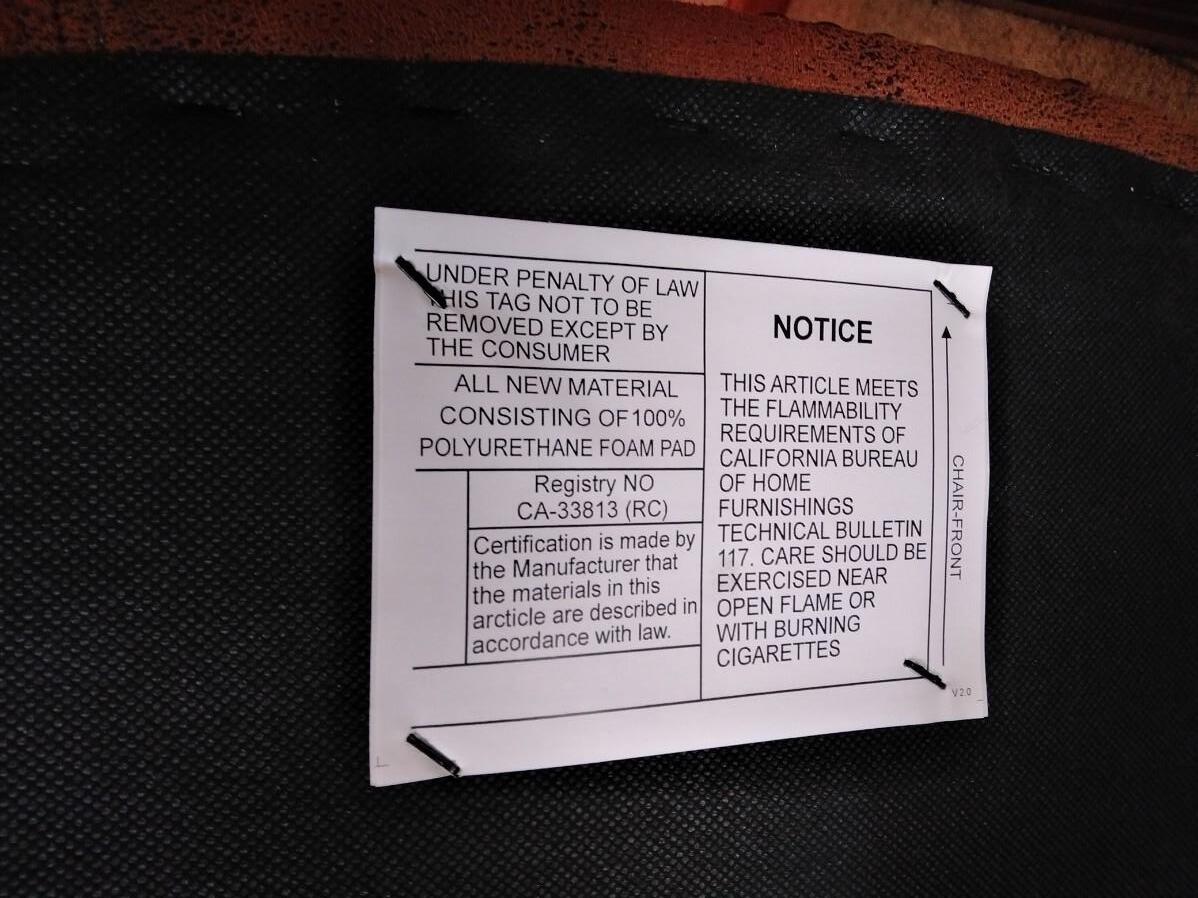 UNDER PENALTY OF LAW
THIS TAG NOT TO BE
REMOVED EXCEPT BY
THE CONSUMER
ALL NEW MATERIAL
CONSISTING OF 100%
POLYURETHANE FOAM PAD
Registry NO
CA-33813 (RC)
Certification is made by
the Manufacturer that
the materials in this
arcticle are described in
accordance with law.
NOTICE
THIS ARTICLE MEETS
THE FLAMMABILITY
REQUIREMENTS OF
CALIFORNIA BUREAU
OF HOME
FURNISHINGS
TECHNICAL BULLETIN
117. CARE SHOULD BE
EXERCISED NEAR
OPEN FLAME OR
WITH BURNING
CIGARETTES
CHAIR-FRONT
V 2.0